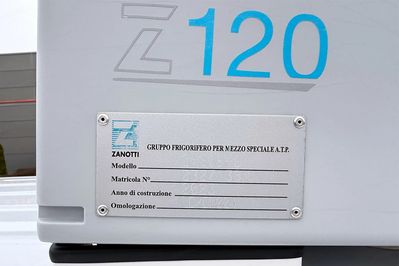 Z120
ZANOTTI
GRUPPO FRIGORIFERO PER MEZZO SPECIALE A.T.P.
Modello
Matricola N°
Anno di costruzione
Omologazione